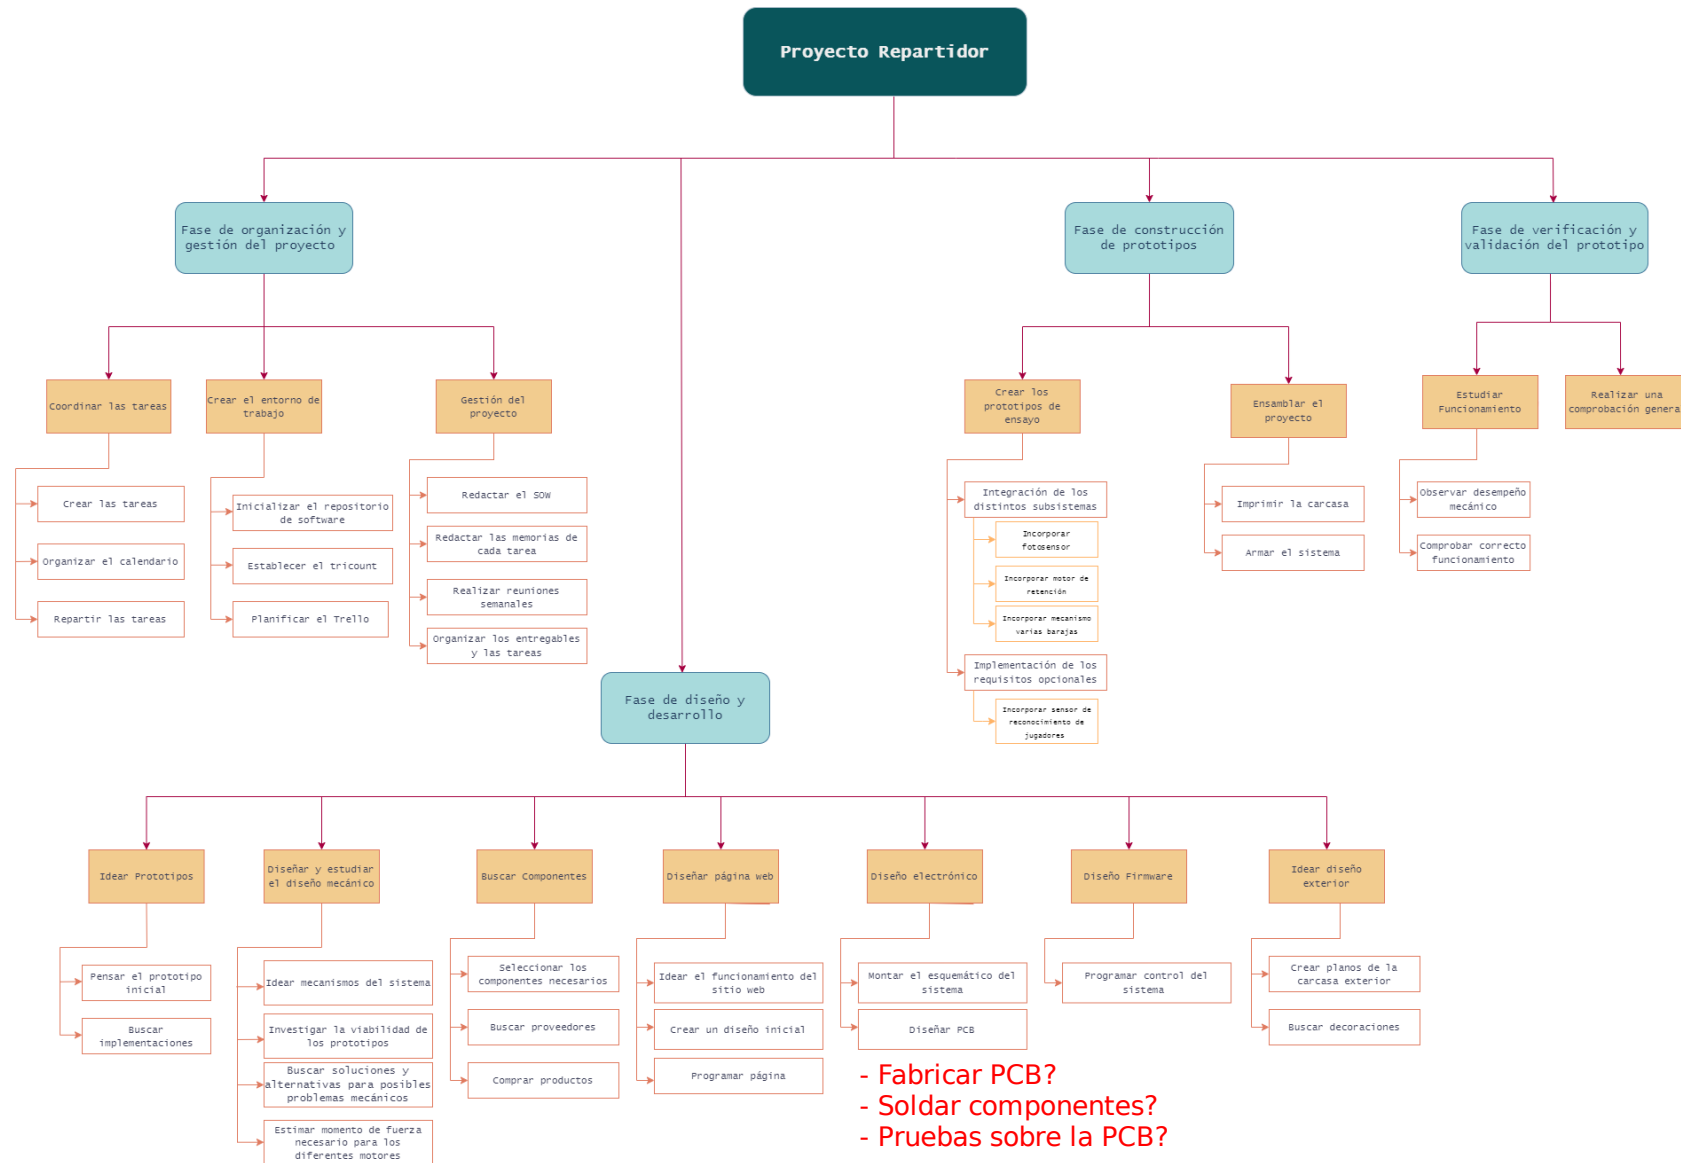 Proyecto Repartidor
Fase de organización y
gestión del proyecto
Fase de construcción
de prototipos
Fase de verificación y
validación del prototipo
Coordinar las tareas
Crear el entorno de
trabajo
Gestión del
proyecto
Crear los
prototipos de
ensayo
Ensamblar el
proyecto
Estudiar
Funcionamiento
Realizar una
comprobación genera
Crear las tareas
Organizar el calendario
Repartir las tareas
Inicializar el repositorio
de software
Establecer el tricount
Planificar el Trello
Redactar el SOW
Redactar las memorias de
cada tarea
Realizar reuniones
semanales
Organizar los entregables
y las tareas
Integración de los
distintos subsistemas
Incorporar
fotosensor
Incorporar motor de
retención
Incorporar mecanismo
varias barajas
Implementación de los
requisitos opcionales
Incorporar sensor de
reconocimiento de
jugadores
Imprimir la carcasa
Armar el sistema
Observar desempeño
mecánico
Comprobar correcto
funcionamiento
Fase de diseño y
desarrollo
Idear Prototipos
Diseñar y estudiar
el diseño mecánico
Buscar Componentes
Diseñar página web
Diseño electrónico
Diseño Firmware
Idear diseño
exterior
Pensar el prototipo
inicial
Buscar
implementaciones
Idear mecanismos del sistema
Investigar la viabilidad de
los prototipos
Buscar soluciones y
alternativas para posibles
problemas mecánicos
Estimar momento de fuerza
necesario para los
diferentes motores
Seleccionar los
componentes necesarios
Buscar proveedores
Comprar productos
Idear el funcionamiento del
sitio web
Crear un diseño inicial
Programar página
Montar el esquemático del
sistema
Diseñar PCB
Programar control del
sistema
Crear planos de la
carcasa exterior
Buscar decoraciones
- Fabricar PCB?
- Soldar componentes?
- Pruebas sobre la PCB?